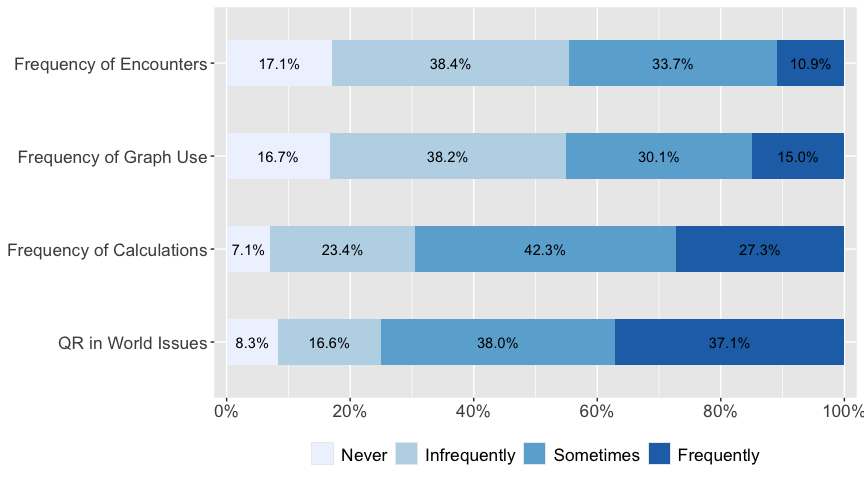 Frequency of Encounters 17.1% 38.4% 33.7% 10.9%
Frequency of Graph Use 16.7% 38.2% 30.1% 15.0%
Frequency of Calculations 7.1% 23.4% 42.3% 27.3%
QR in World Issues 8.3% 16.6% 38.0% 37.1%
0% 20% 40% 60% 80% 100%
Never Infrequently Sometimes Frequently